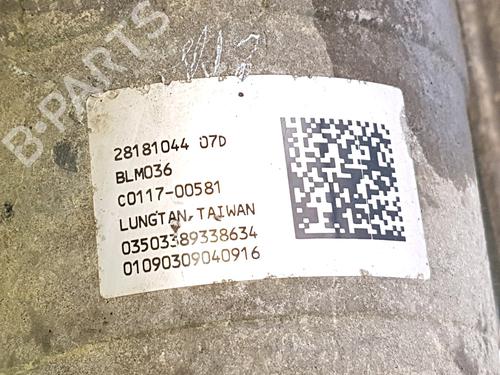 B-PARTS
28181044 07D
BLM036
C0117-00581
LUNGTAN, TAIWAN
03503389338634
01090309040916